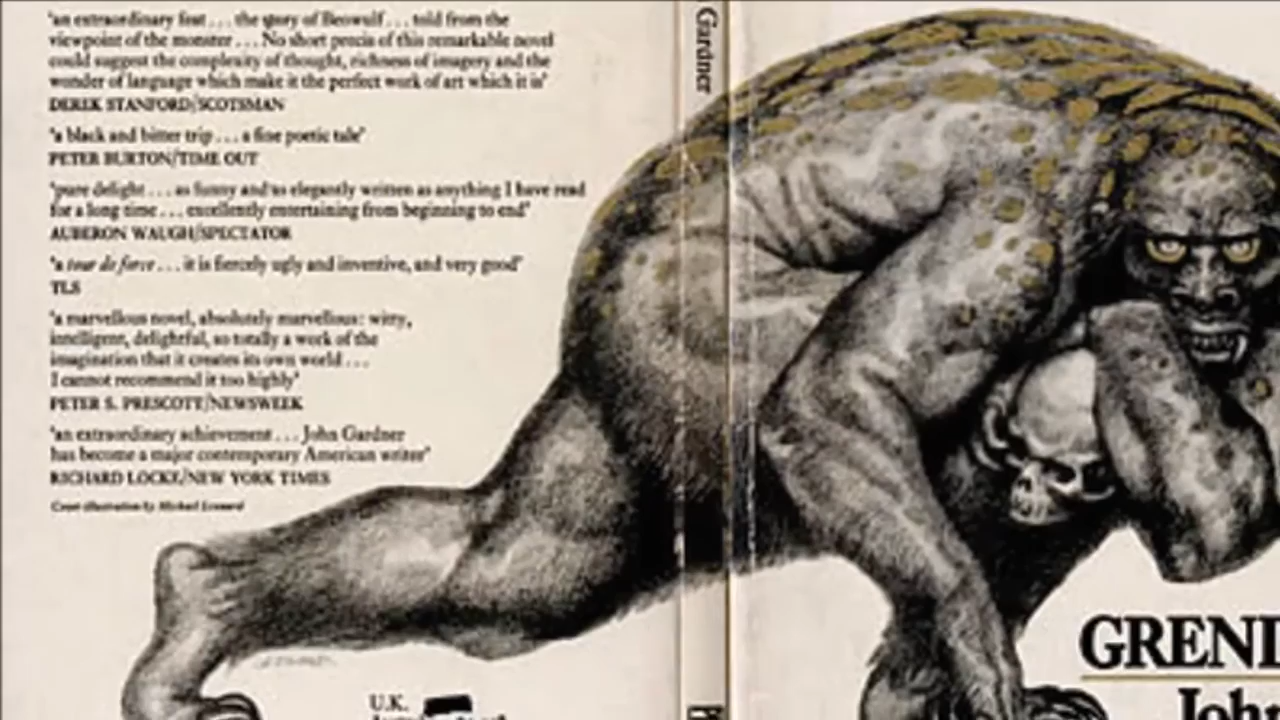 'an extraordinary feat . . . the story of Beowulf . . . told from the
viewpoint of the monster . . . No short precis of this remarkable novel
could suggest the complexity of thought, richness of imagery and the
wonder of language which make it the perfect work of art which it is'
DEREK STANFORD/SCOTSMAN
'a black and bitter trip . . . a fine poetic tale'
PETER BURTON/TIME OUT
'pure delight . . . as funny and as elegantly written as anything I have read
for a long time . . . excellently entertaining from beginning to end'
AUBERON WAUGH/SPECTATOR
'a tour de force . . . it is fiercely ugly and inventive, and very good'
TLS
'a marvellous novel, absolutely marvellous: witty,
intelligent, delightful, so totally a work of the
imagination that it creates its own world . . .
I cannot recommend it too highly'
PETER S. PRESCOTT/NEWSWEEK
'an extraordinary achievement . . . John Gardner
has become a major contemporary American writer'
RICHARD LOCKE/NEW YORK TIMES
Cover illustration by Michael Leonard
U.K.
Gardner
GREND
John